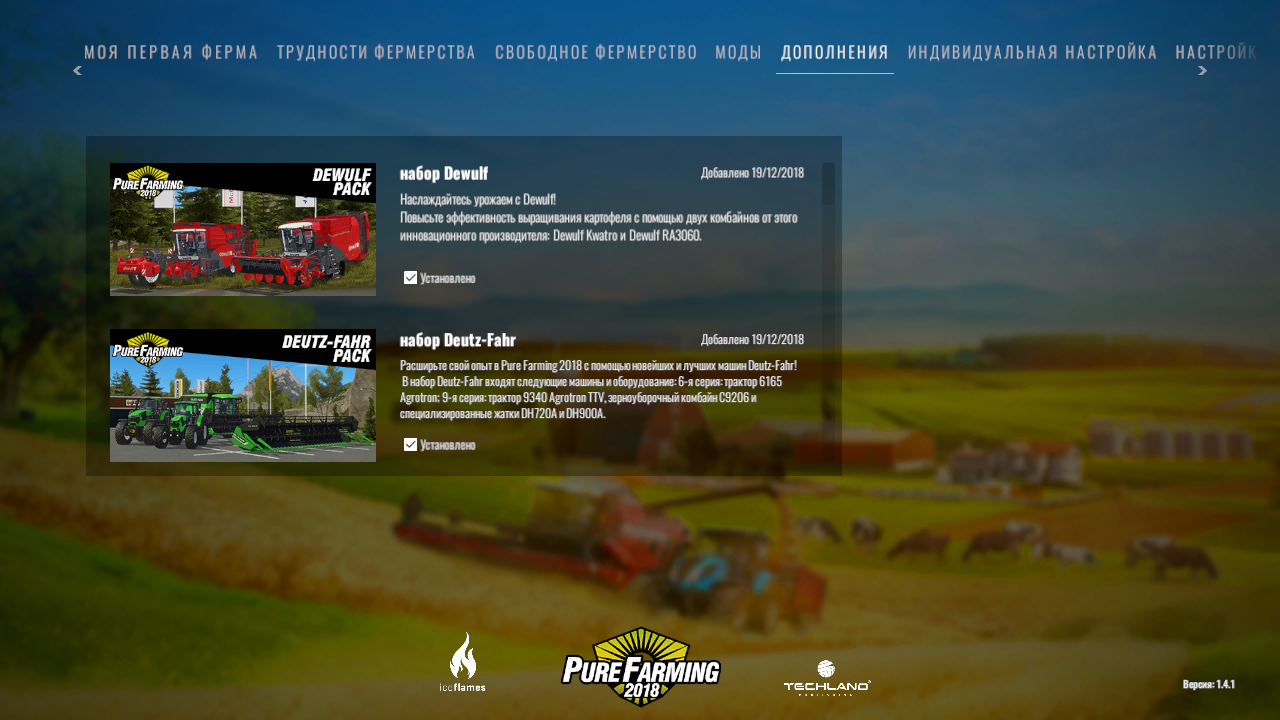 МОЯ ПЕРВАЯ ФЕРМА ТРУДНОСТИ ФЕРМЕРСТВА СВОБОДНОЕ ФЕРМЕРСТВО МОДЫ ДОПОЛНЕНИЯ ИНДИВИДУАЛЬНАЯ НАСТРОЙКА НАСТРОЙК
PURE FARMING 2018
DEWULF PACK
набор Dewulf
Добавлено 19/12/2018
Наслаждайтесь урожаем с Dewulf!
Повысьте эффективность выращивания картофеля с помощью двух комбайнов от этого
инновационного производителя: Dewulf Kwatro и Dewulf RA3060.
Установлено
PURE FARMING 2018
DEUTZ-FAHR PACK
набор Deutz-Fahr
Добавлено 19/12/2018
Расширьте свой опыт в Pure Farming 2018 с помощью новейших и лучших машин Deutz-Fahr!
В набор Deutz-Fahr входят следующие машины и оборудование: 6-я серия: трактор 6165
Agrotron; 9-я серия: трактор 9340 Agrotron TTV, зерноуборочный комбайн C9206 и
специализированные жатки DH720A и DH900A.
Установлено
iceflames
PURE FARMING
2018
TECHLAND
PUBLISHING
Версия: 1.4.1